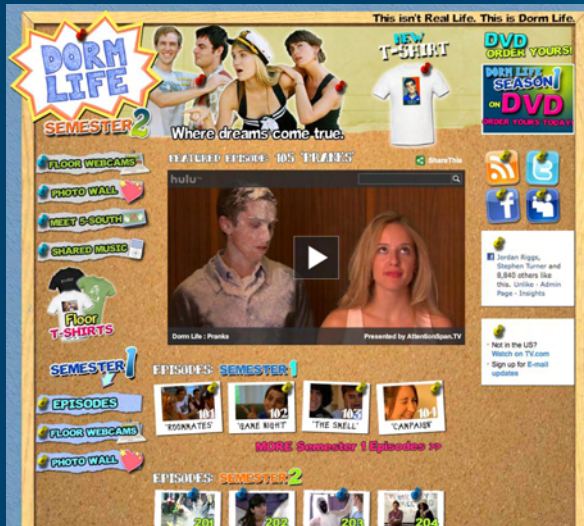 This isn't Real Life. This is Dorm Life.
DORM
LIFE
SEMESTER 2
Where dreams come true.
NEW
T-SHIRT
DVD
ORDER YOURS!
DORM LIFE
SEASON 1
ON DVD
ORDER YOURS TODAY!
FLOOR WEBCAMS
PHOTO WALL
MEET 5-SOUTH
SHARED MUSIC
Floor
T-SHIRTS
SEMESTER 1
EPISODES
FLOOR WEBCAMS
PHOTO WALL
FEATURED EPISODE: 105 'PRANKS'
ShareThis
hulu
Dorm Life : Pranks
Presented by AttentionSpan.TV
Jordan Riggs,
Stephen Turner and
8,840 others like
this. Unlike · Admin
Page · Insights
Not in the US?
Watch on TV.com
Sign up for E-mail
updates
EPISODES: SEMESTER 1
101
'ROOMMATES'
102
'GAME NIGHT'
103
'THE SMELL'
104
'CAMPAIGN'
MORE Semester 1 Episodes >>
EPISODES: SEMESTER 2
201
202
203
204